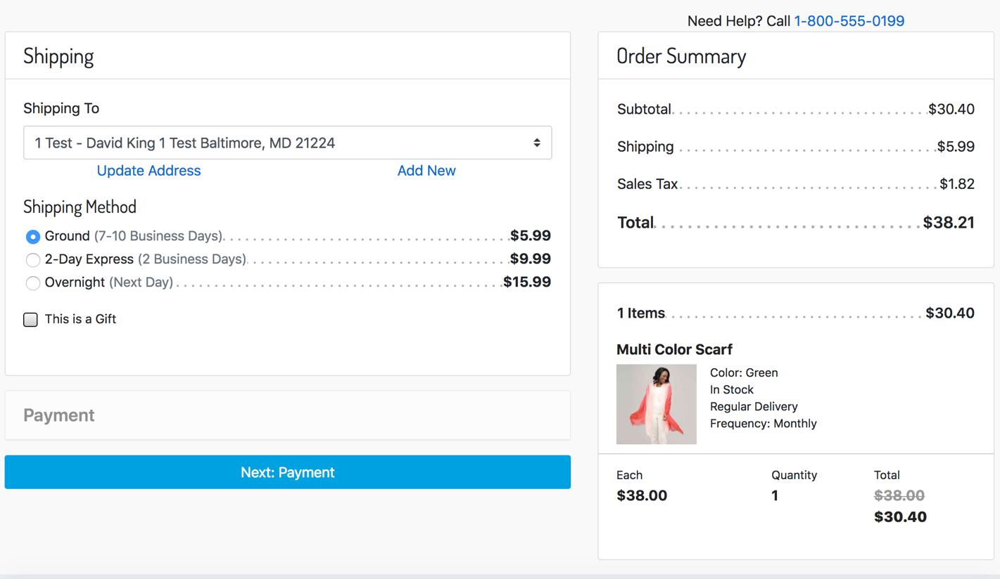 Need Help? Call 1-800-555-0199
Shipping
Shipping To
1 Test - David King 1 Test Baltimore, MD 21224
Update Address Add New
Shipping Method
Ground (7-10 Business Days) $5.99
2-Day Express (2 Business Days) $9.99
Overnight (Next Day) $15.99
This is a Gift
Payment
Next: Payment
Order Summary
Subtotal $30.40
Shipping $5.99
Sales Tax $1.82
Total $38.21
1 Items $30.40
Multi Color Scarf
Color: Green
In Stock
Regular Delivery
Frequency: Monthly
Each Quantity Total
$38.00 1 $38.00
$30.40